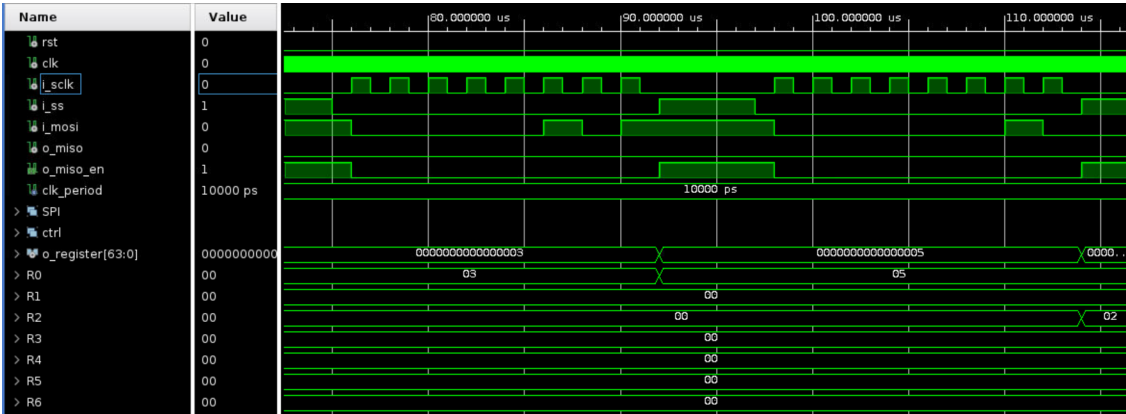 Name Value 80.000000 us 90.000000 us 100.000000 us 110.000000 us
rst 0
clk 0
i_sclk 0
i_ss 1
i_mosi 0
o_miso 0
o_miso_en 1
clk_period 10000 ps 10000 ps
SPI
ctrl
o_register[63:0] 0000000000 0000000000000003 0000000000000005 0000..
R0 00 03 05
R1 00 00
R2 00 00 02
R3 00 00
R4 00 00
R5 00 00
R6 00 00